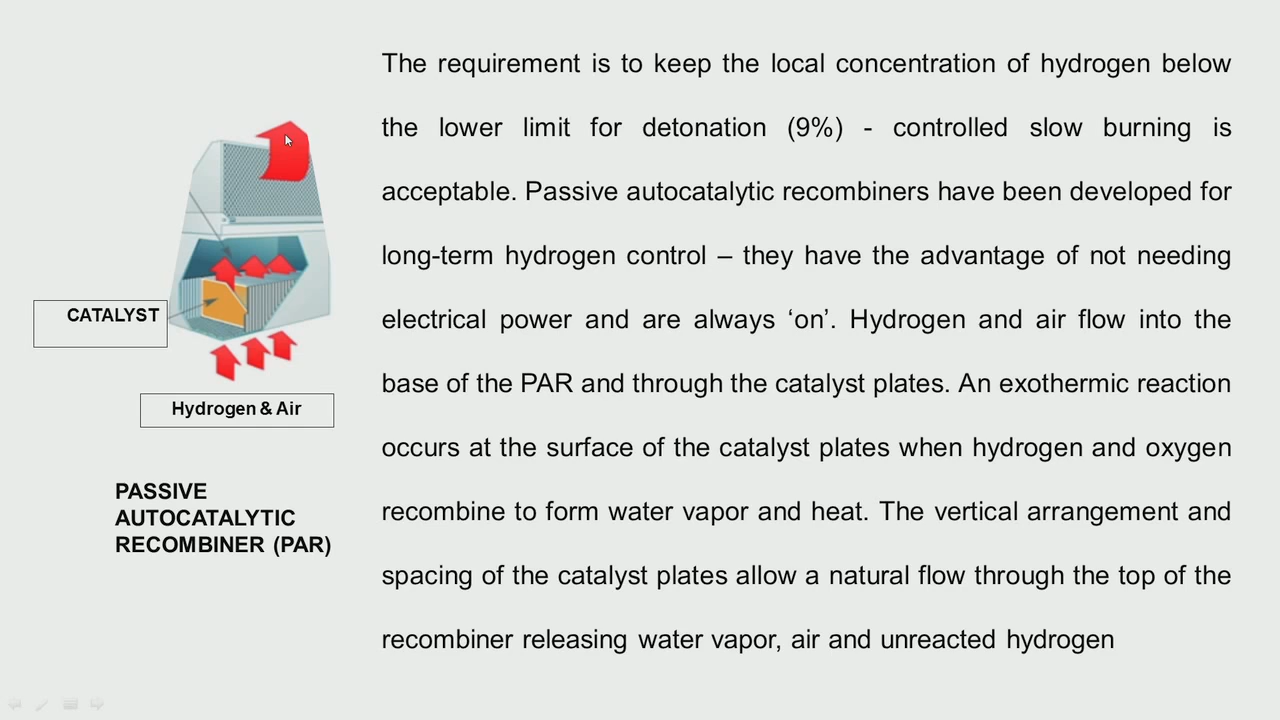 The requirement is to keep the local concentration of hydrogen below
the lower limit for detonation (9%) - controlled slow burning is
acceptable. Passive autocatalytic recombiners have been developed for
long-term hydrogen control – they have the advantage of not needing
electrical power and are always ‘on’. Hydrogen and air flow into the
base of the PAR and through the catalyst plates. An exothermic reaction
occurs at the surface of the catalyst plates when hydrogen and oxygen
recombine to form water vapor and heat. The vertical arrangement and
spacing of the catalyst plates allow a natural flow through the top of the
recombiner releasing water vapor, air and unreacted hydrogen
CATALYST
Hydrogen & Air
PASSIVE
AUTOCATALYTIC
RECOMBINER (PAR)